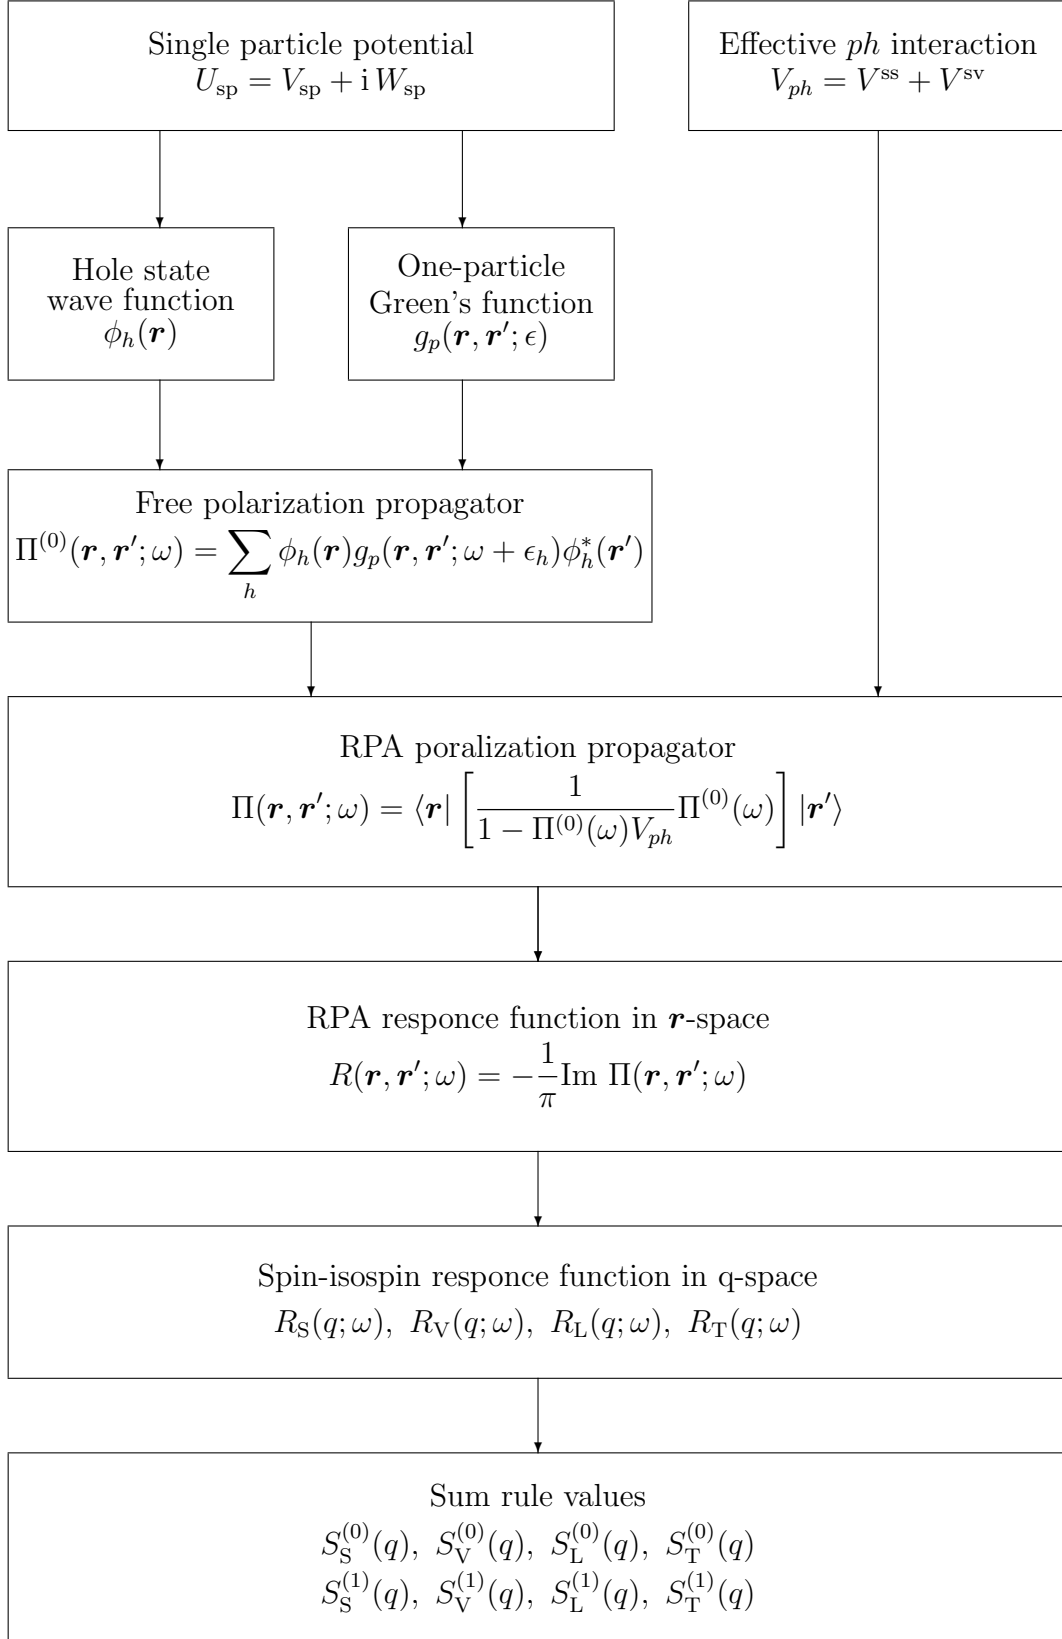 Single particle potential
U_sp = V_sp + i W_sp
Effective ph interaction
V_ph = V^ss + V^sv
Hole state
wave function
ϕ_h(r)
One-particle
Green's function
g_p(r, r′; ϵ)
Free polarization propagator
Π^(0)(r, r′; ω) = ∑_h ϕ_h(r)g_p(r, r′; ω + ϵ_h)ϕ_h^*(r′)
RPA poralization propagator
Π(r, r′; ω) = ⟨r| [ 1 / (1 − Π^(0)(ω)V_ph) Π^(0)(ω) ] |r′⟩
RPA responce function in r-space
R(r, r′; ω) = −(1/π) Im Π(r, r′; ω)
Spin-isospin responce function in q-space
R_S(q; ω), R_V(q; ω), R_L(q; ω), R_T(q; ω)
Sum rule values
S_S^(0)(q), S_V^(0)(q), S_L^(0)(q), S_T^(0)(q)
S_S^(1)(q), S_V^(1)(q), S_L^(1)(q), S_T^(1)(q)